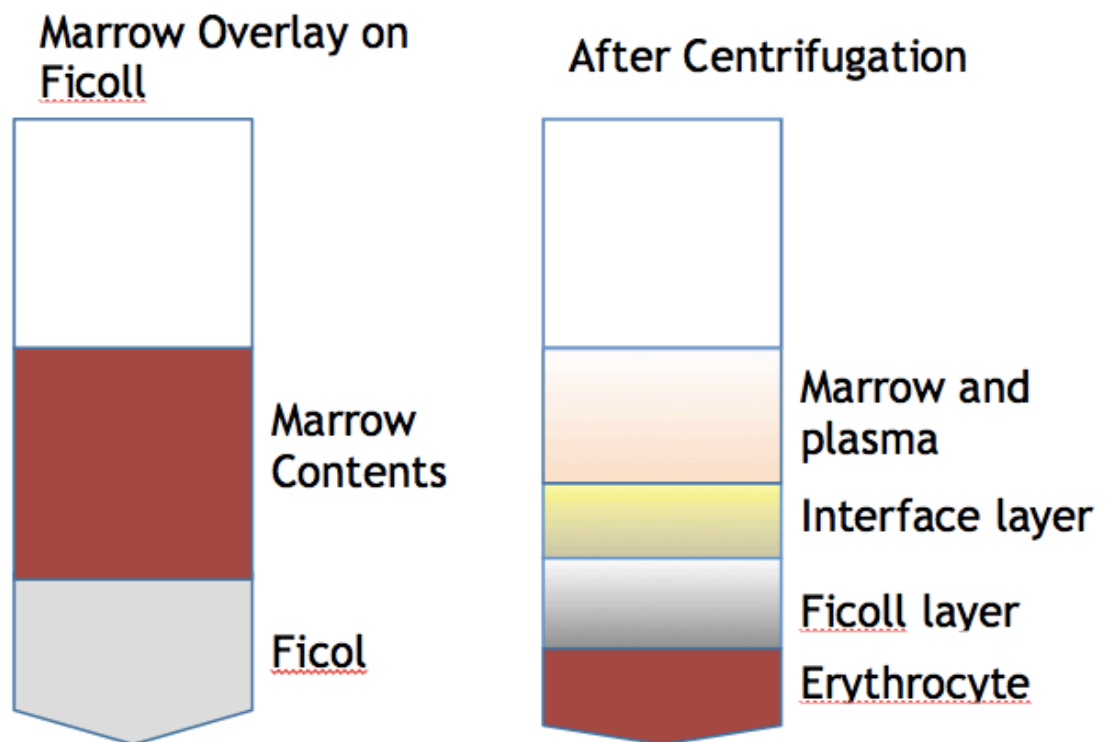 Marrow Overlay on
Ficoll
After Centrifugation
Marrow
Contents
Ficol
Marrow and
plasma
Interface layer
Ficoll layer
Erythrocyte